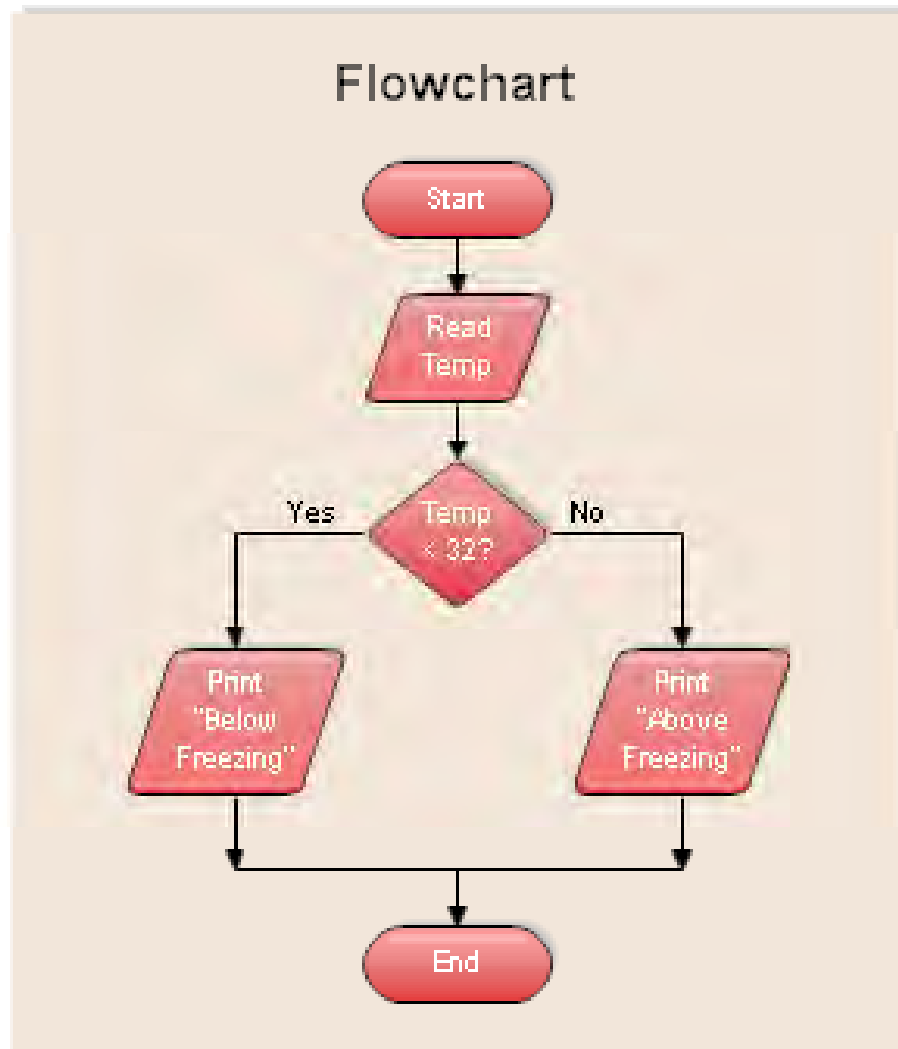 Flowchart
Start
Read
Temp
Yes
Temp
< 32?
No
Print
"Below
Freezing"
Print
"Above
Freezing"
End